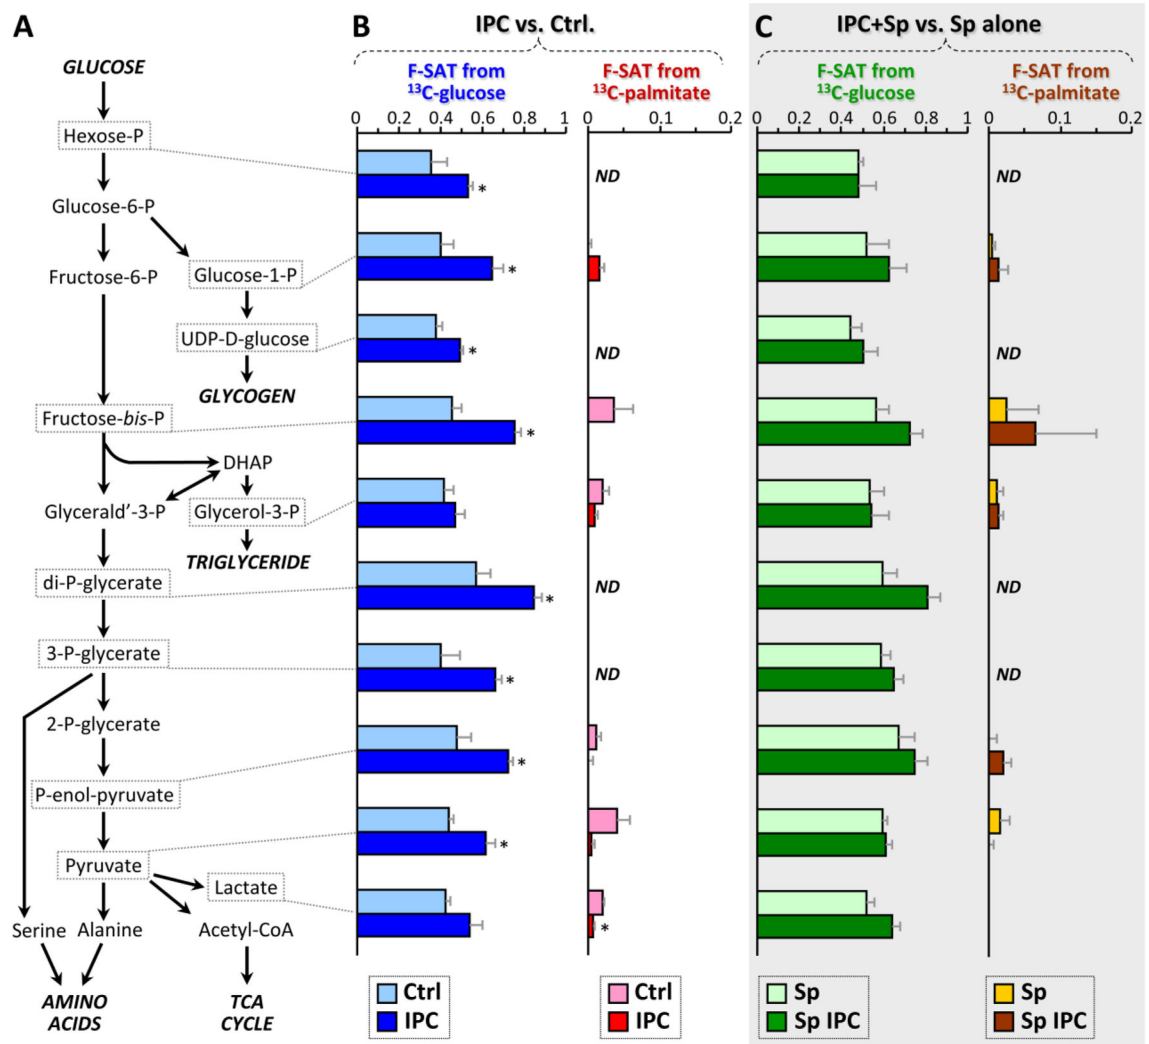 A
GLUCOSE
Hexose-P
Glucose-6-P
Fructose-6-P
Glucose-1-P
UDP-D-glucose
GLYCOGEN
Fructose-bis-P
DHAP
Glycerald’-3-P
Glycerol-3-P
TRIGLYCERIDE
di-P-glycerate
3-P-glycerate
2-P-glycerate
P-enol-pyruvate
Pyruvate
Lactate
Serine
Alanine
Acetyl-CoA
AMINO
ACIDS
TCA
CYCLE
B
IPC vs. Ctrl.
F-SAT from
13C-glucose
0 0.2 0.4 0.6 0.8 1
*
*
*
*
*
*
*
*
Ctrl
IPC
F-SAT from
13C-palmitate
0 0.1 0.2
ND
ND
ND
ND
*
Ctrl
IPC
C
IPC+Sp vs. Sp alone
F-SAT from
13C-glucose
0 0.2 0.4 0.6 0.8 1
Sp
Sp IPC
F-SAT from
13C-palmitate
0 0.1 0.2
ND
ND
ND
ND
Sp
Sp IPC